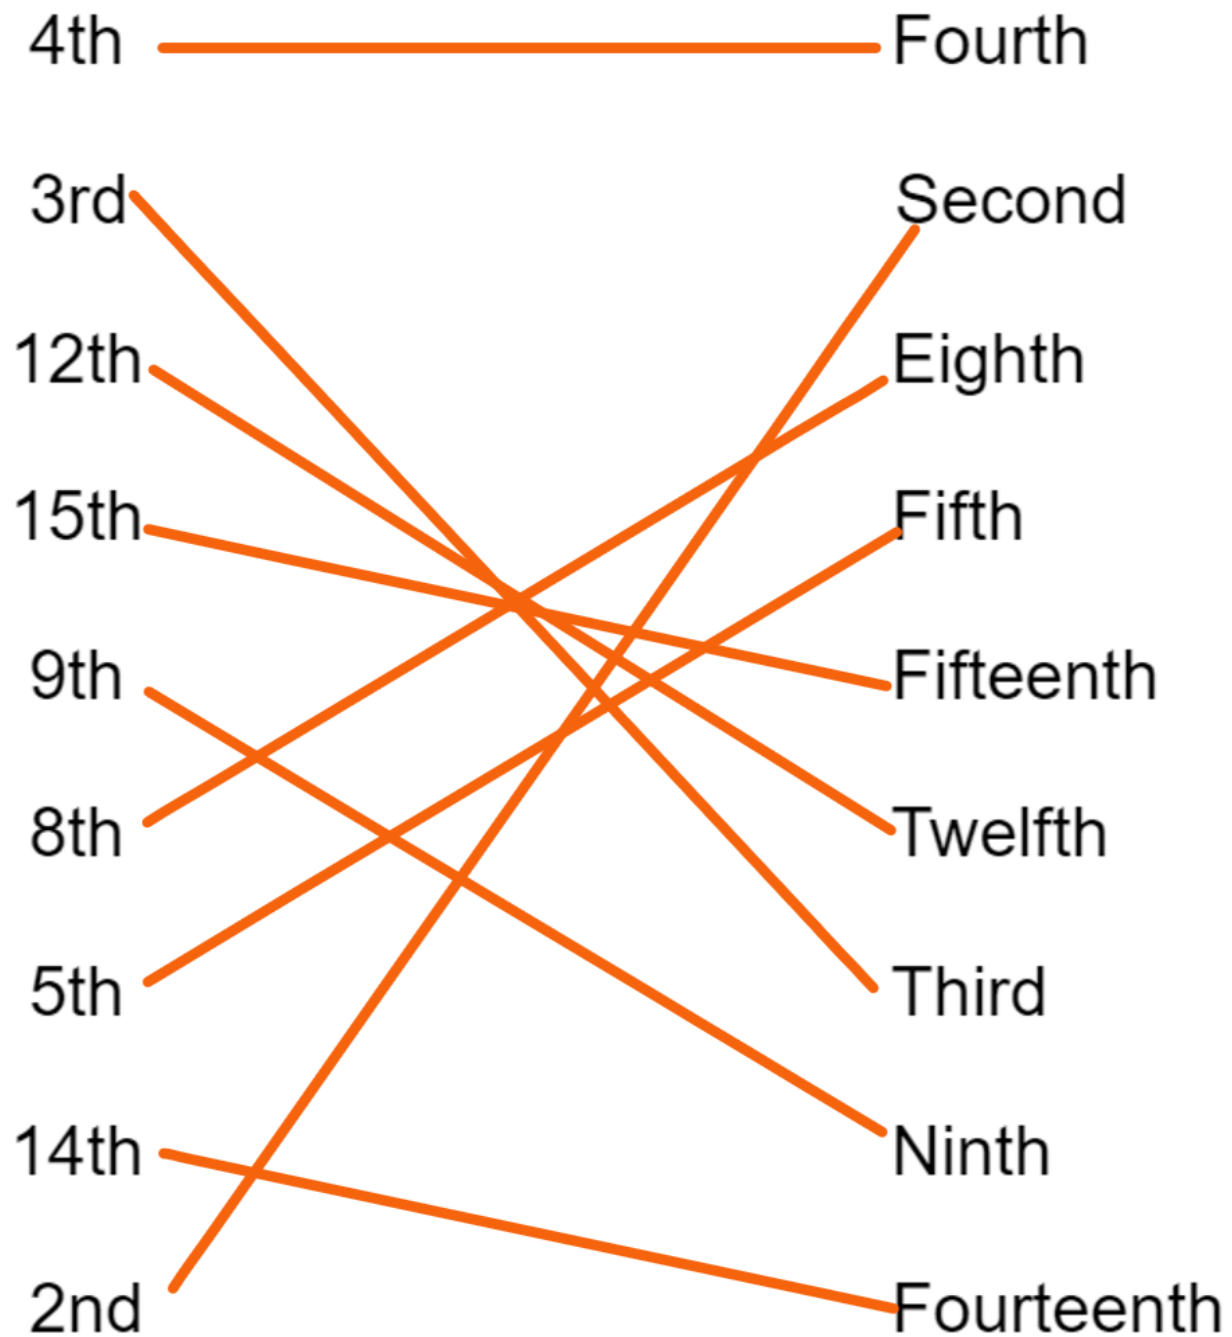 4th Fourth
3rd Second
12th Eighth
15th Fifth
9th Fifteenth
8th Twelfth
5th Third
14th Ninth
2nd Fourteenth